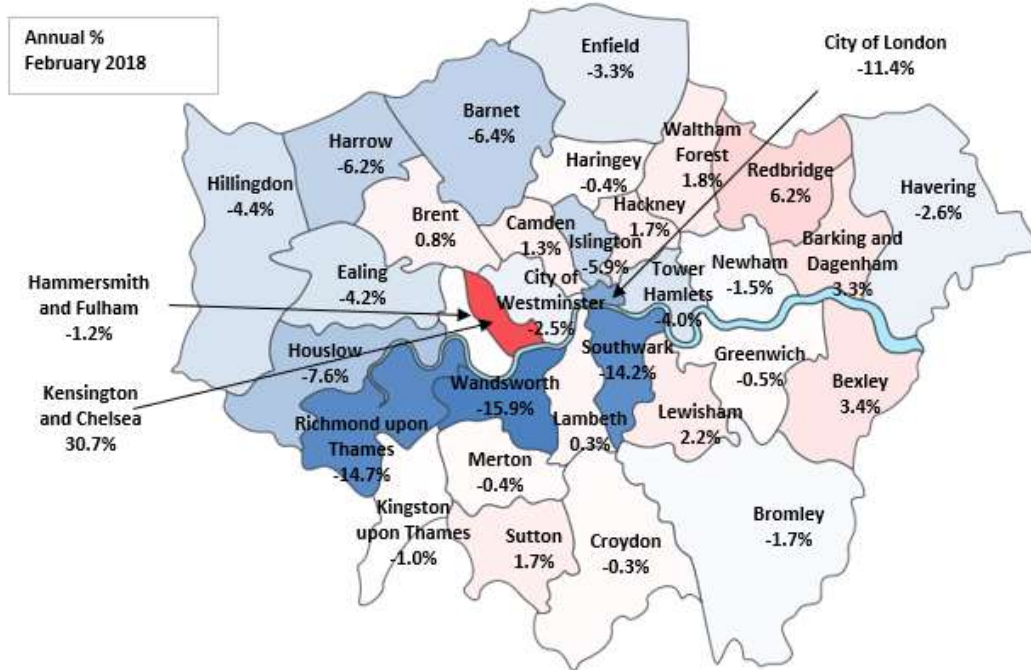 Annual %
February 2018
Enfield
-3.3%
City of London
-11.4%
Barnet
-6.4%
Harrow
-6.2%
Haringey
-0.4%
Waltham
Forest
1.8%
Redbridge
6.2%
Hillingdon
-4.4%
Havering
-2.6%
Brent
0.8%
Camden
1.3%
Hackney
1.7%
Islington
-5.9%
Barking and
Dagenham
3.3%
Ealing
-4.2%
City of
Westminster
-2.5%
Tower
Hamlets
-4.0%
Newham
-1.5%
Hammersmith
and Fulham
-1.2%
Houslow
-7.6%
Southwark
-14.2%
Greenwich
-0.5%
Bexley
3.4%
Kensington
and Chelsea
30.7%
Wandsworth
-15.9%
Richmond upon
Thames
-14.7%
Lambeth
0.3%
Lewisham
2.2%
Merton
-0.4%
Kingston
upon Thames
-1.0%
Sutton
1.7%
Croydon
-0.3%
Bromley
-1.7%